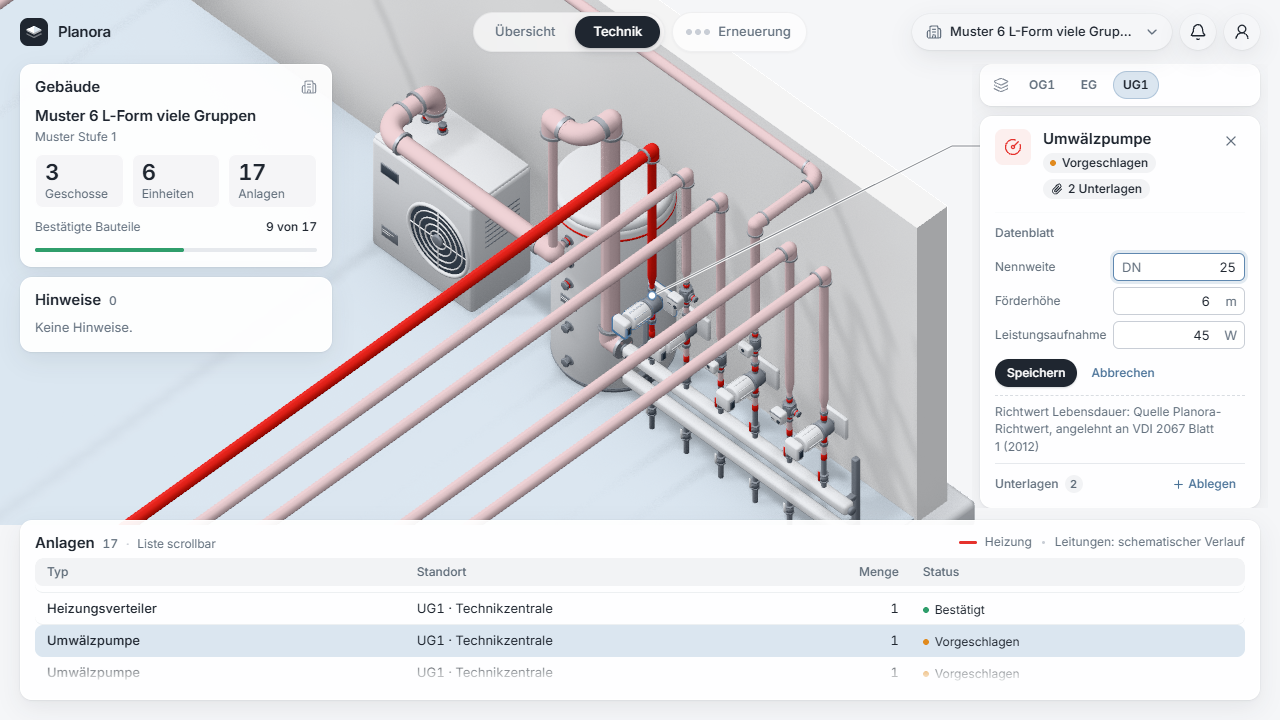 Planora
Übersicht
Technik
Erneuerung
Muster 6 L-Form viele Grup...
Gebäude
Muster 6 L-Form viele Gruppen
Muster Stufe 1
3
Geschosse
6
Einheiten
17
Anlagen
Bestätigte Bauteile
9 von 17
Hinweise 0
Keine Hinweise.
OG1
EG
UG1
Umwälzpumpe
Vorgeschlagen
2 Unterlagen
Datenblatt
Nennweite DN 25
Förderhöhe 6 m
Leistungsaufnahme 45 W
Speichern
Abbrechen
Richtwert Lebensdauer: Quelle Planora-
Richtwert, angelehnt an VDI 2067 Blatt
1 (2012)
Unterlagen 2
+ Ablegen
Anlagen 17 · Liste scrollbar
Heizung · Leitungen: schematischer Verlauf
Typ Standort Menge Status
Heizungsverteiler UG1 · Technikzentrale 1 Bestätigt
Umwälzpumpe UG1 · Technikzentrale 1 Vorgeschlagen
Umwälzpumpe UG1 · Technikzentrale 1 Vorgeschlagen